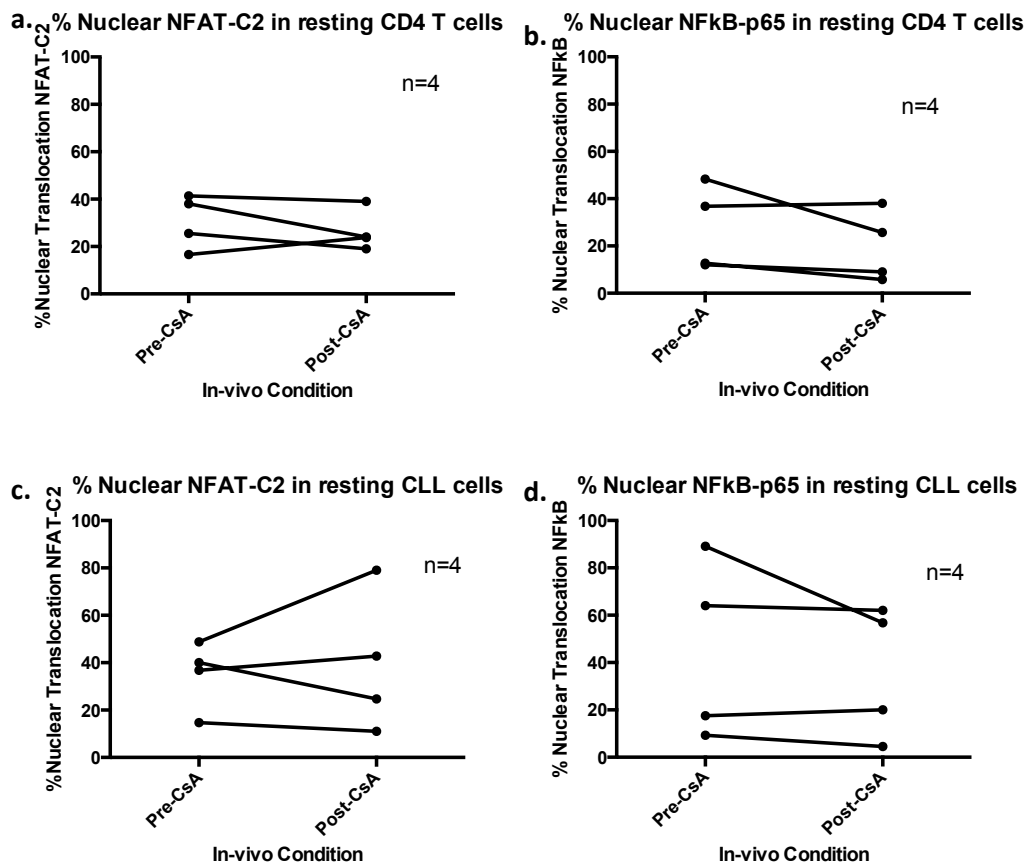 a. % Nuclear NFAT-C2 in resting CD4 T cells
n=4
%Nuclear Translocation NFAT-C2
100
80
60
40
20
0
Pre-CsA
Post-CsA
In-vivo Condition
b. % Nuclear NFkB-p65 in resting CD4 T cells
n=4
% Nuclear Translocation NFkB
100
80
60
40
20
0
Pre-CsA
Post-CsA
In-vivo Condition
c. % Nuclear NFAT-C2 in resting CLL cells
n=4
%Nuclear Translocation NFAT-C2
100
80
60
40
20
0
Pre-CsA
Post-CsA
In-vivo Condition
d. % Nuclear NFkB-p65 in resting CLL cells
n=4
% Nuclear Translocation NFkB
100
80
60
40
20
0
Pre-CsA
Post-CsA
In-vivo Condition